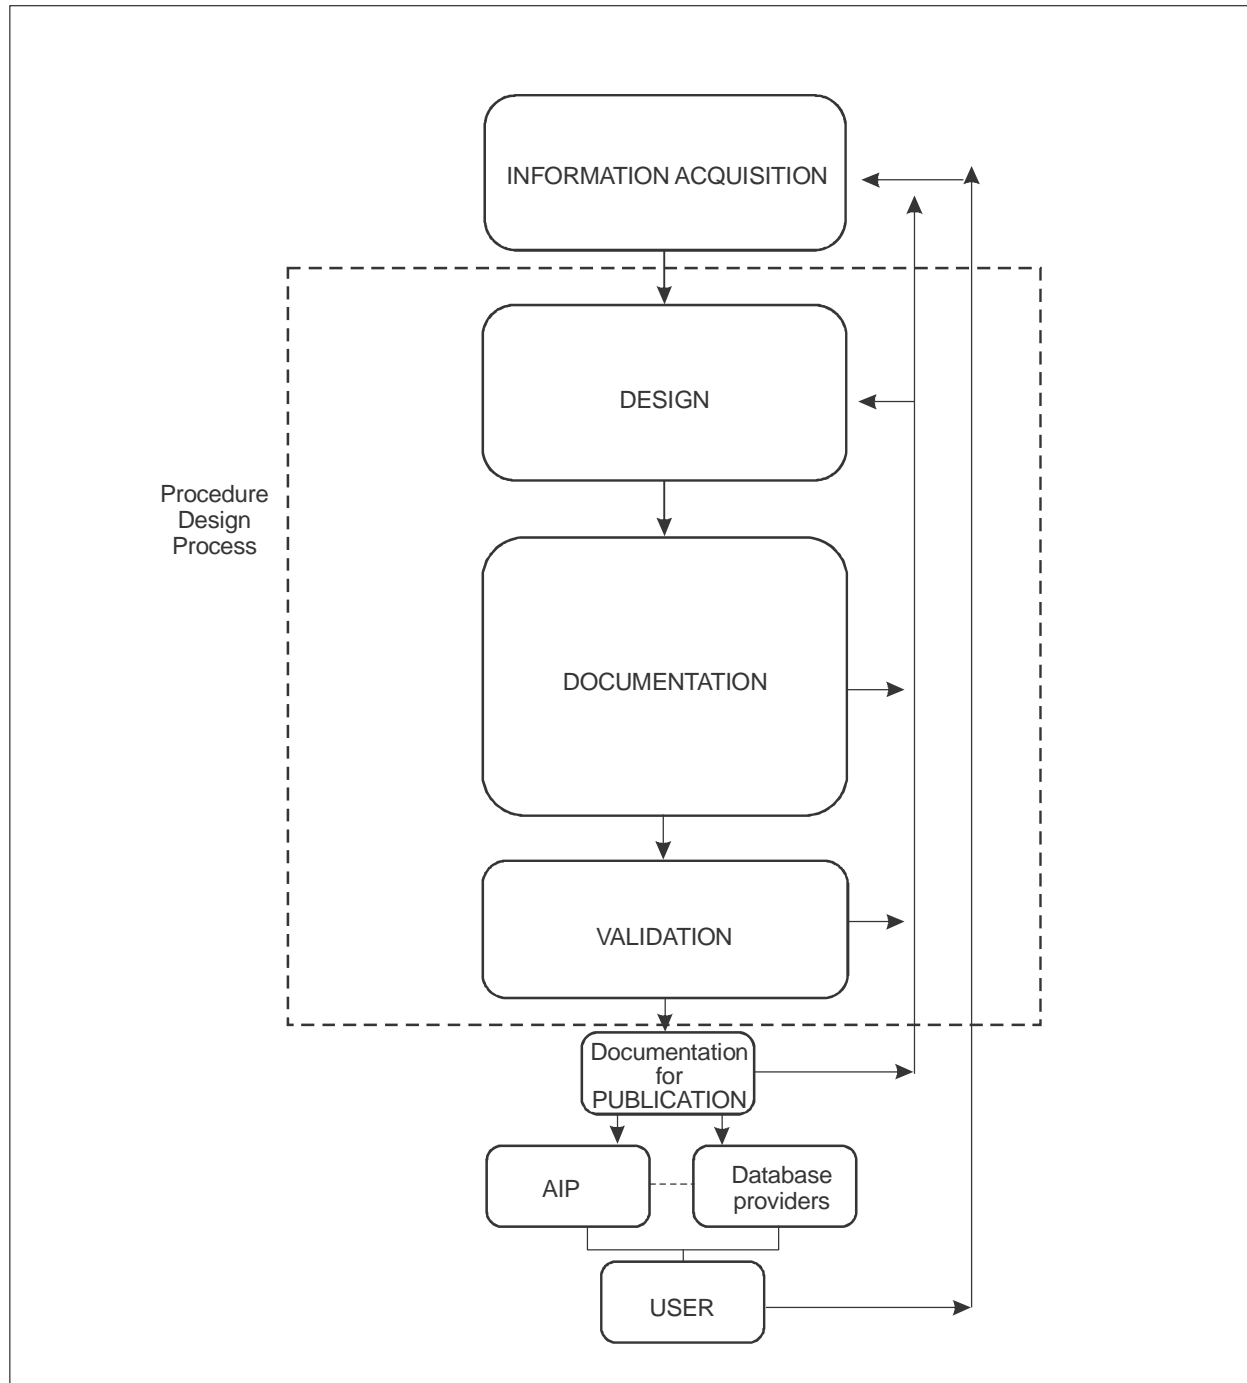 INFORMATION ACQUISITION
DESIGN
Procedure
Design
Process
DOCUMENTATION
VALIDATION
Documentation
for
PUBLICATION
AIP
Database
providers
USER